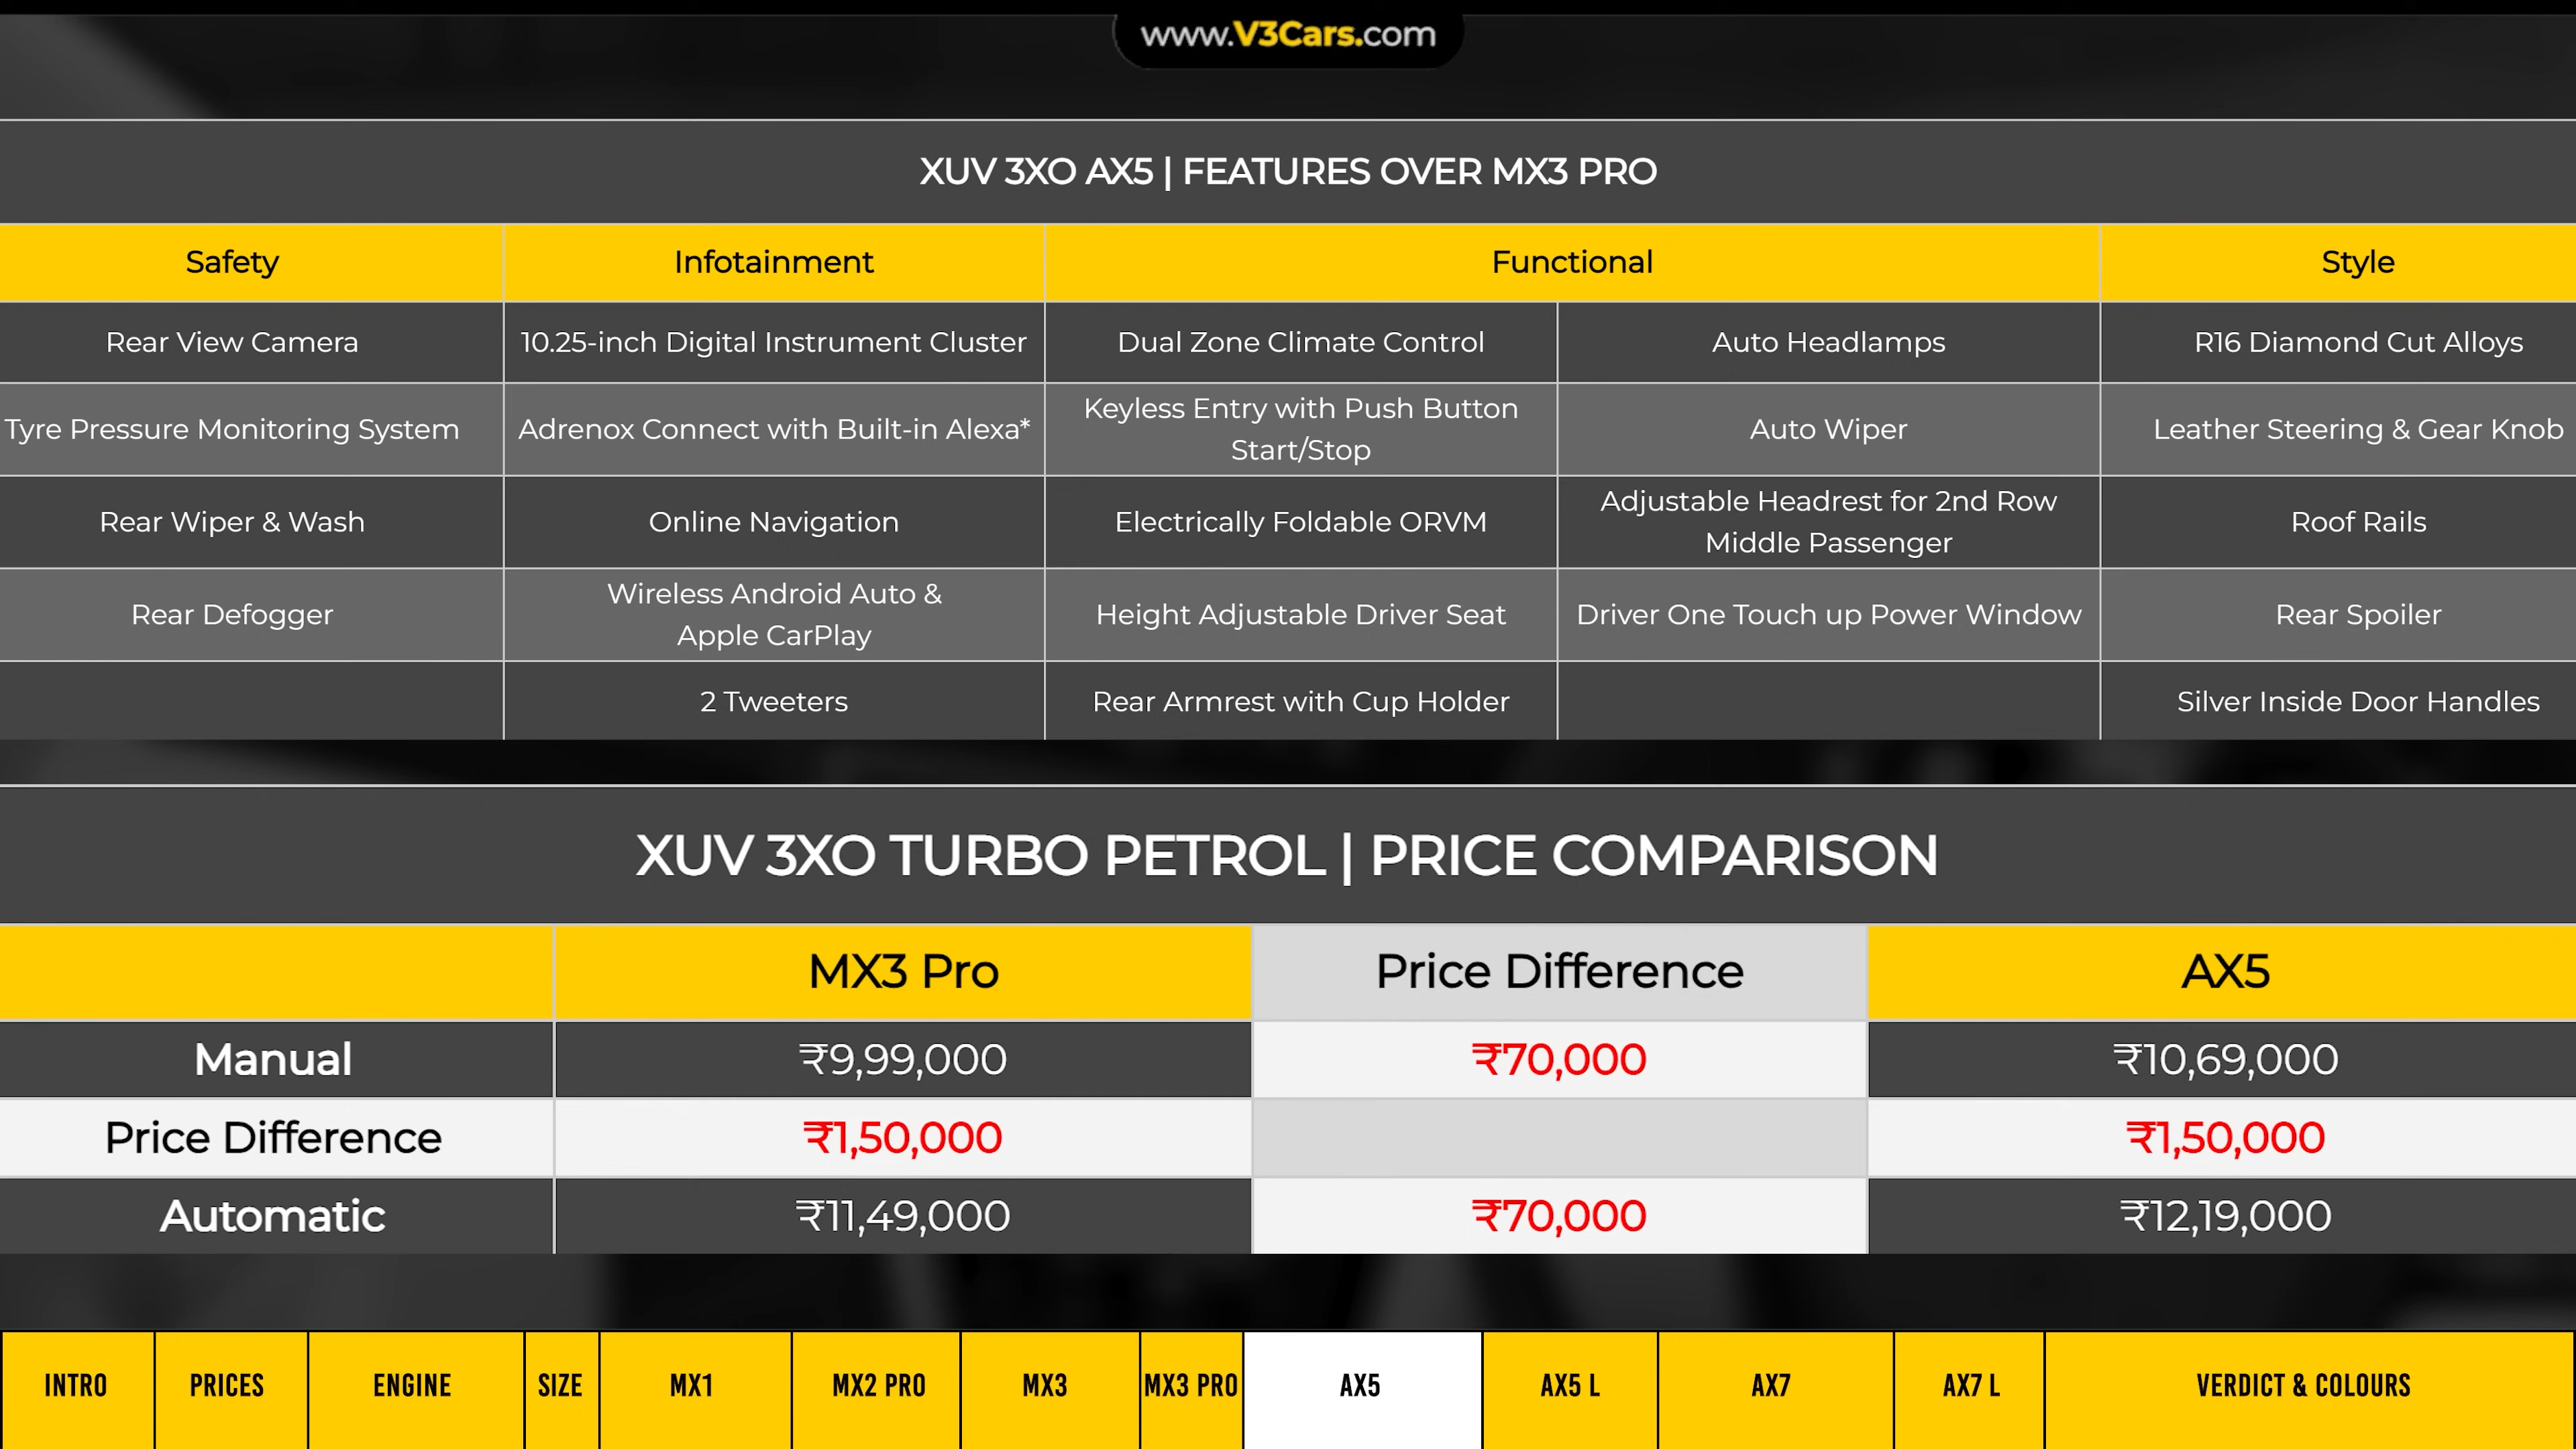 www.V3Cars.com
XUV 3XO AX5 | FEATURES OVER MX3 PRO
Safety
Infotainment
Functional
Style
Rear View Camera
10.25-inch Digital Instrument Cluster
Dual Zone Climate Control
Auto Headlamps
R16 Diamond Cut Alloys
Tyre Pressure Monitoring System
Adrenox Connect with Built-in Alexa*
Keyless Entry with Push Button
Start/Stop
Auto Wiper
Leather Steering & Gear Knob
Rear Wiper & Wash
Online Navigation
Electrically Foldable ORVM
Adjustable Headrest for 2nd Row
Middle Passenger
Roof Rails
Rear Defogger
Wireless Android Auto &
Apple CarPlay
Height Adjustable Driver Seat
Driver One Touch up Power Window
Rear Spoiler
2 Tweeters
Rear Armrest with Cup Holder
Silver Inside Door Handles
XUV 3XO TURBO PETROL | PRICE COMPARISON
MX3 Pro
Price Difference
AX5
Manual
₹9,99,000
₹70,000
₹10,69,000
Price Difference
₹1,50,000
₹1,50,000
Automatic
₹11,49,000
₹70,000
₹12,19,000
INTRO
PRICES
ENGINE
SIZE
MX1
MX2 PRO
MX3
MX3 PRO
AX5
AX5 L
AX7
AX7 L
VERDICT & COLOURS